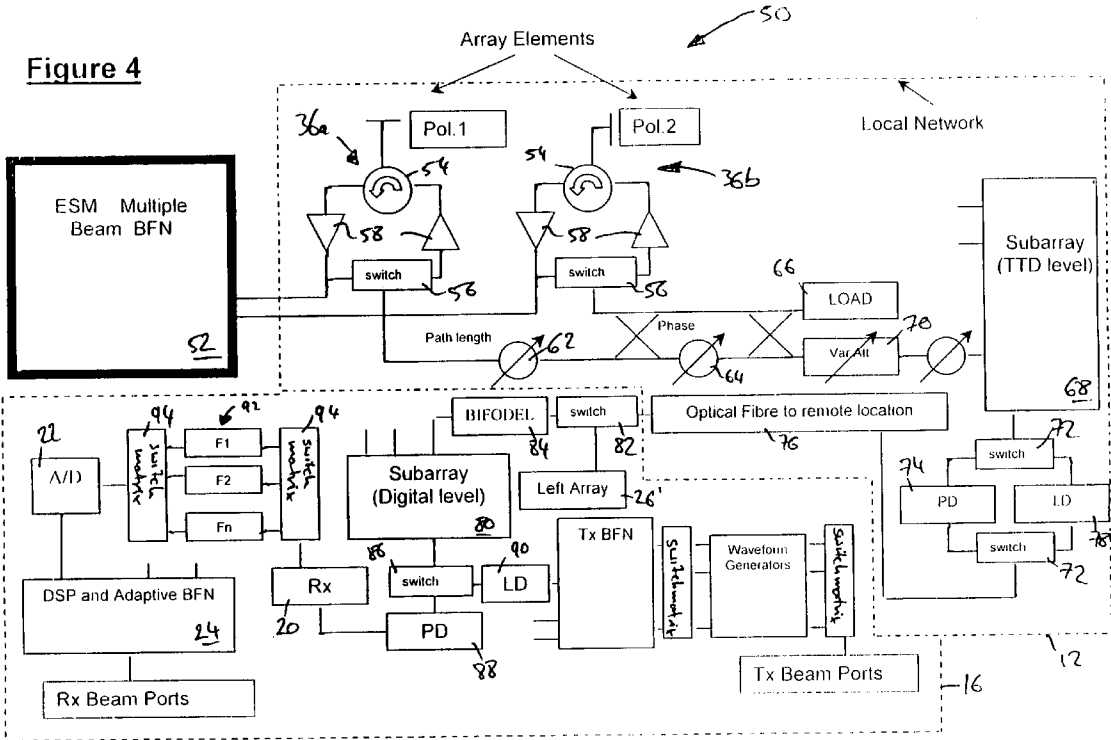 Figure 4
50
Array Elements
Local Network
36a
Pol.1
Pol.2
54
54
36b
ESM Multiple
Beam BFN
52
58
58
switch
switch
56
56
Subarray
(TTD level)
68
66
LOAD
Path length
Phase
62
64
70
Var.Att
94
92
94
22
A/D
switch
matrix
F1
F2
Fn
switch
matrix
BIFODEL
84
switch
82
Optical Fibre to remote location
76
72
switch
74
PD
LD
78
switch
72
Subarray
(Digital level)
80
Left Array
26'
Tx BFN
switchmatrix
Waveform
Generators
switchmatrix
86
switch
90
LD
DSP and Adaptive BFN
24
Rx
20
PD
88
Rx Beam Ports
Tx Beam Ports
12
16